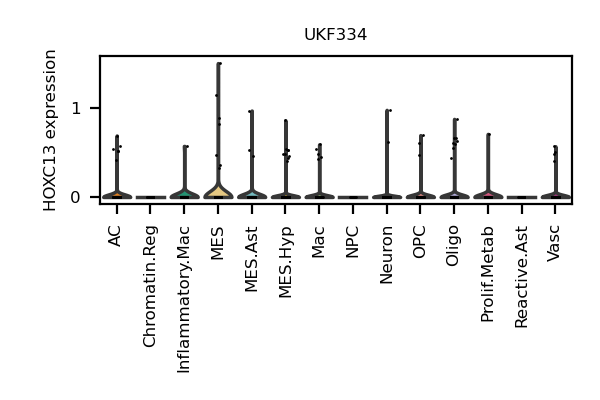 UKF334
HOXC13 expression
1
0
AC
Chromatin.Reg
Inflammatory.Mac
MES
MES.Ast
MES.Hyp
Mac
NPC
Neuron
OPC
Oligo
Prolif.Metab
Reactive.Ast
Vasc